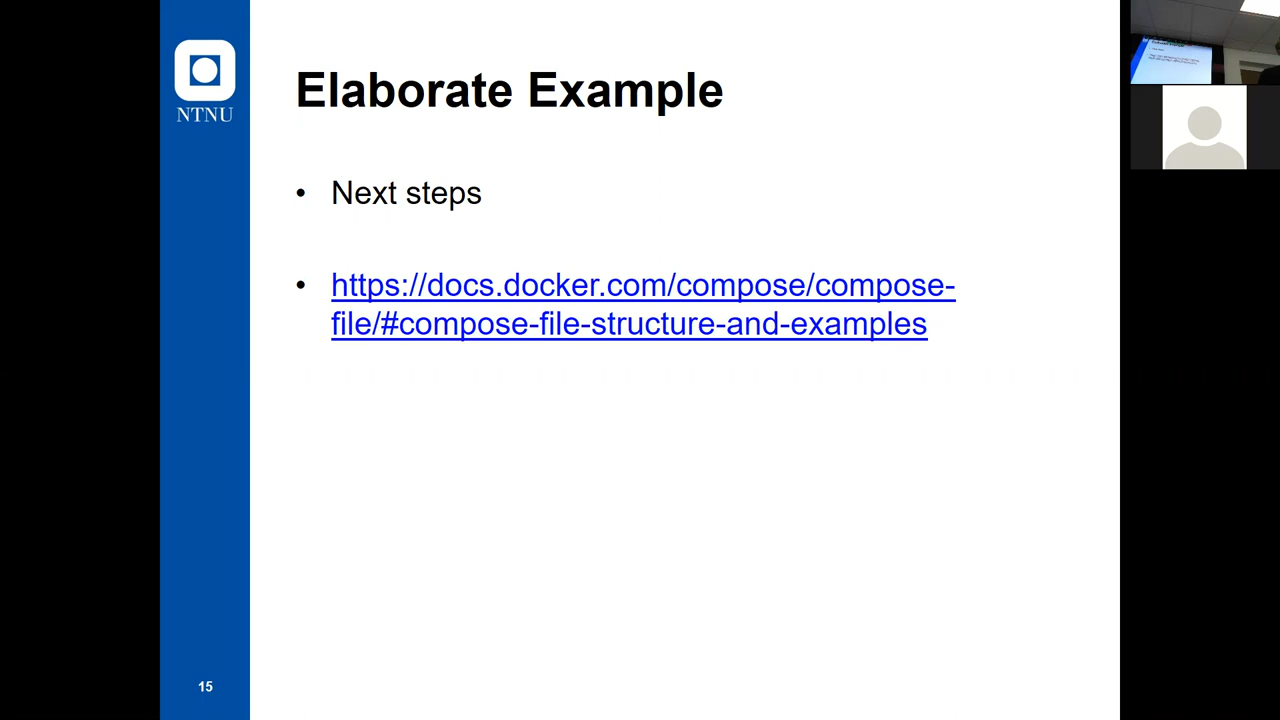 NTNU
Elaborate Example
• Next steps
• https://docs.docker.com/compose/compose-
file/#compose-file-structure-and-examples
15